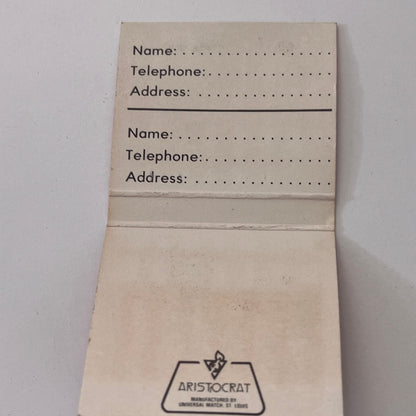 Name: . . . . . . . . . . . . . . . .
Telephone: . . . . . . . . . . . . .
Address: . . . . . . . . . . . . . .
Name: . . . . . . . . . . . . . . . .
Telephone: . . . . . . . . . . . . .
Address: . . . . . . . . . . . . . .
ARISTOCRAT
MANUFACTURED BY
UNIVERSAL MATCH, ST. LOUIS